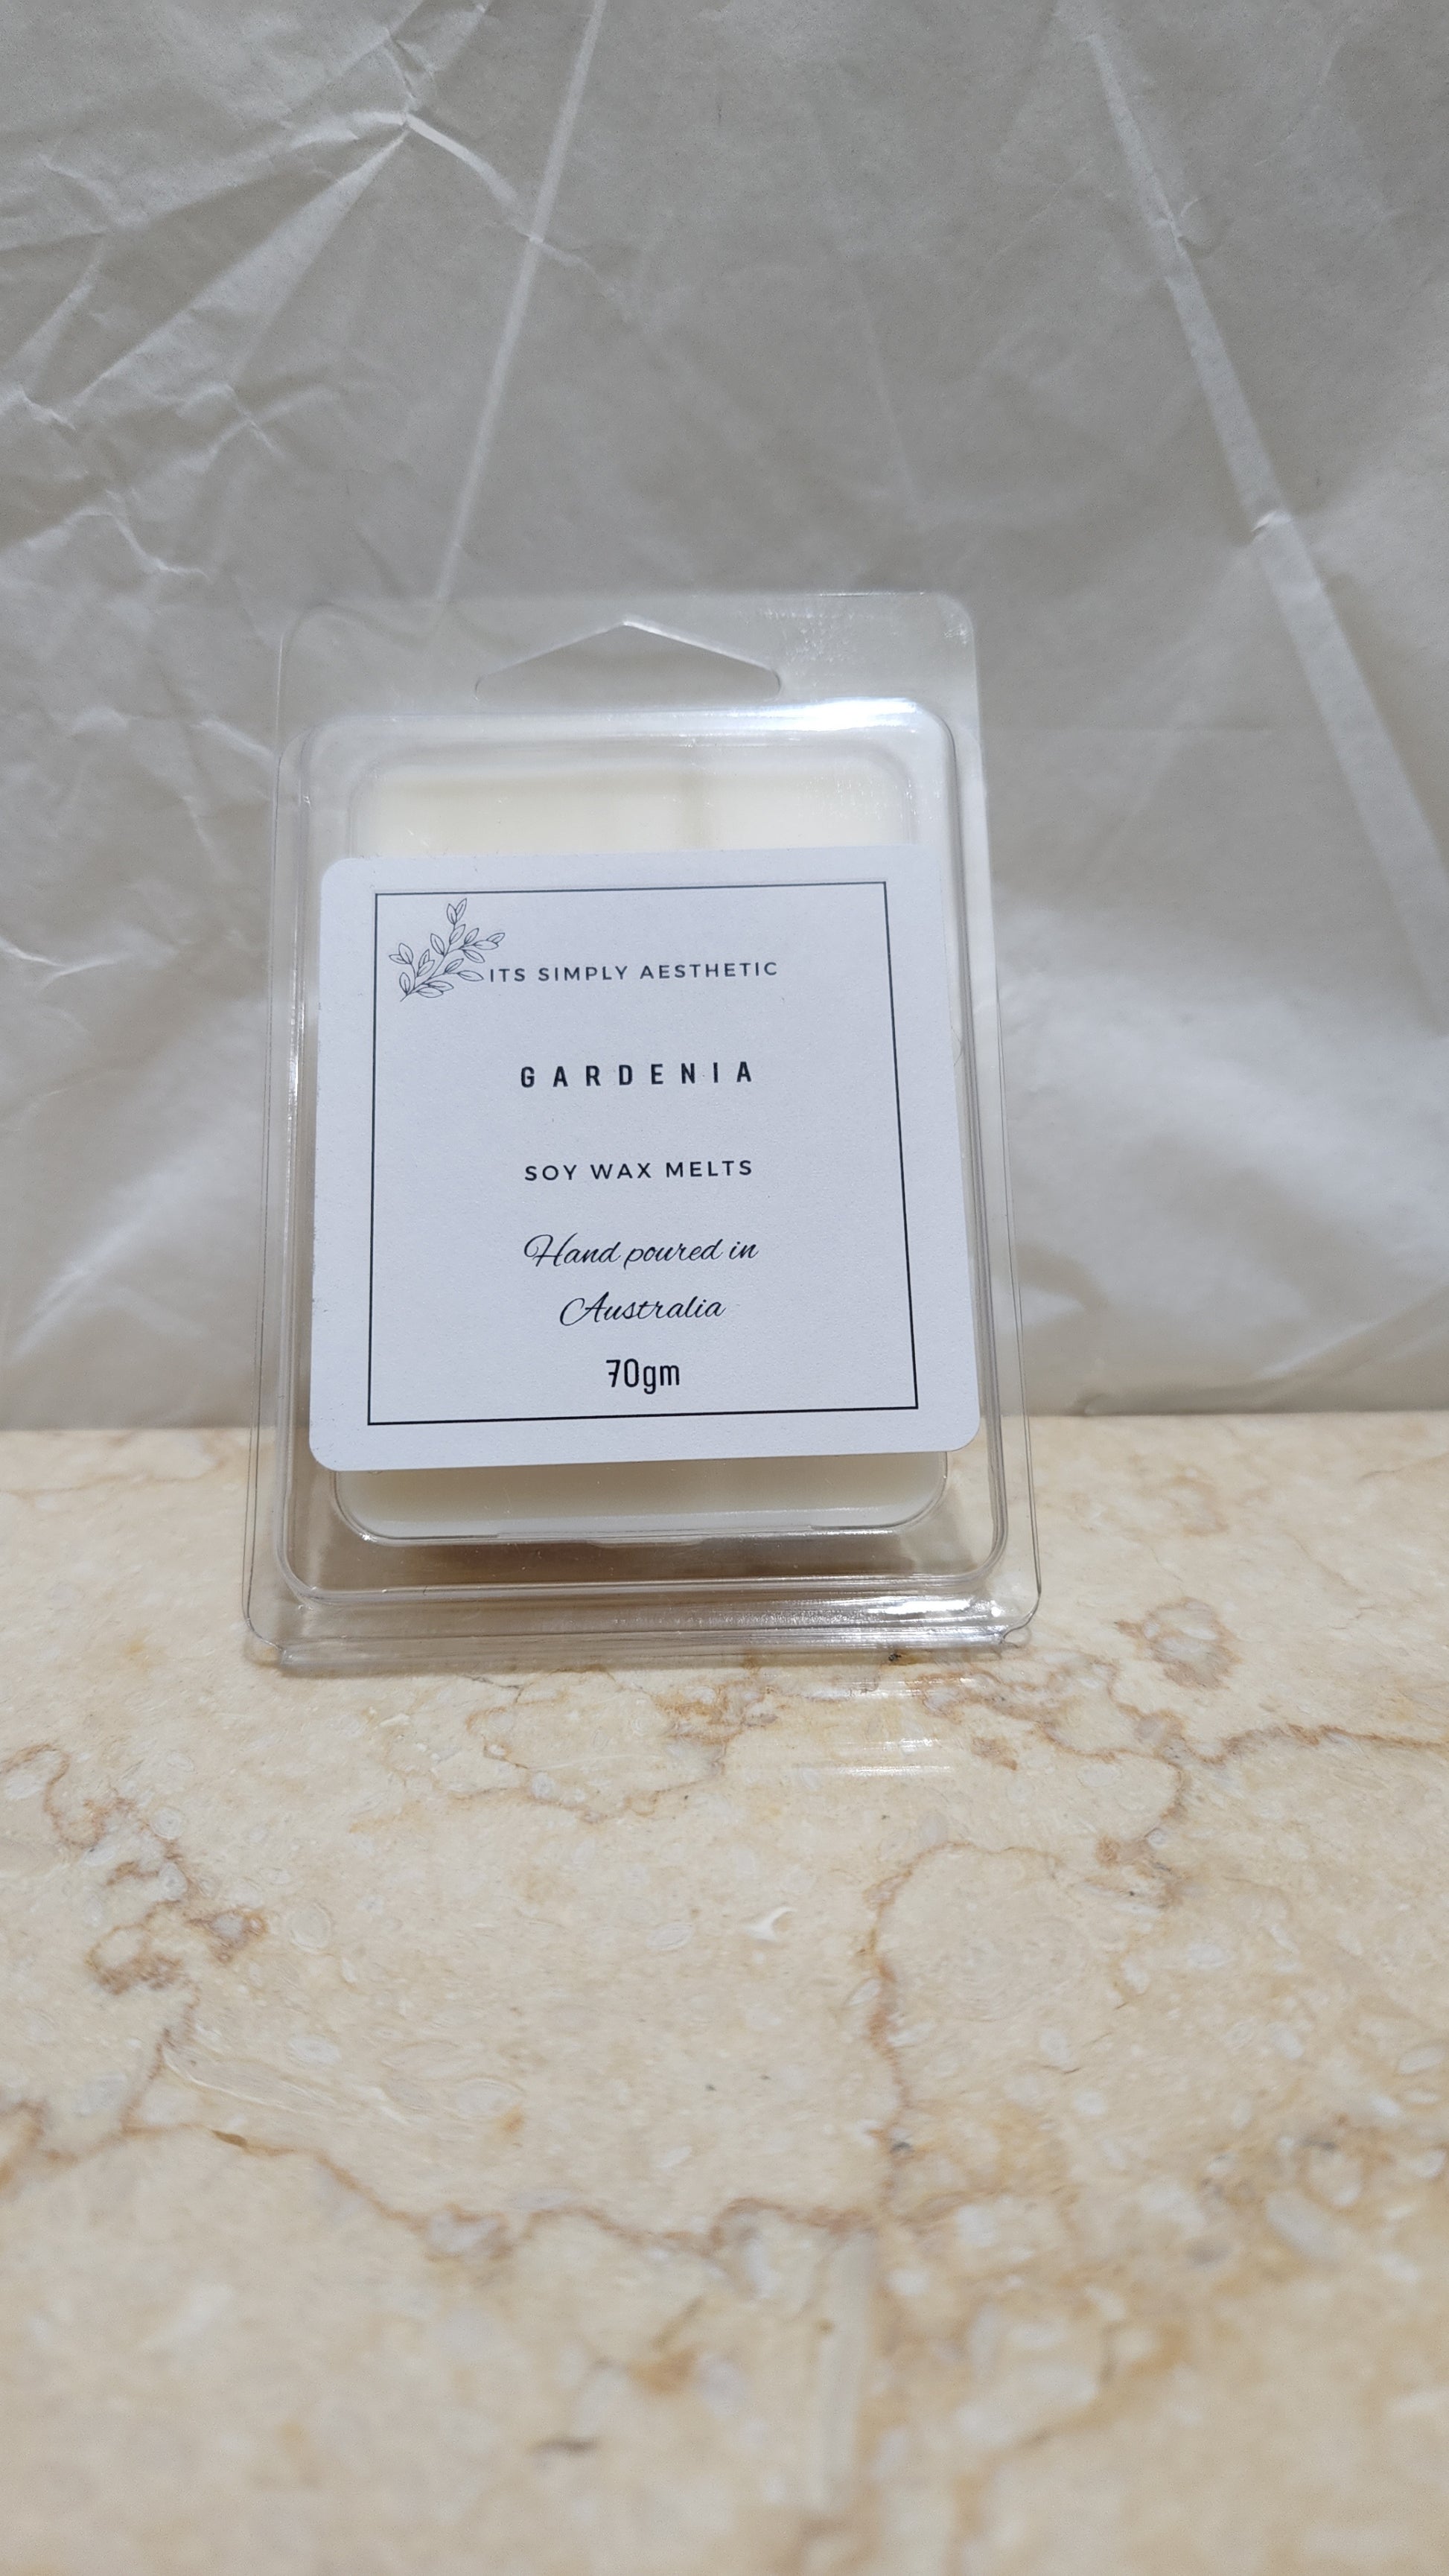 ITS SIMPLY AESTHETIC
GARDENIA
SOY WAX MELTS
Hand poured in
Australia
70gm